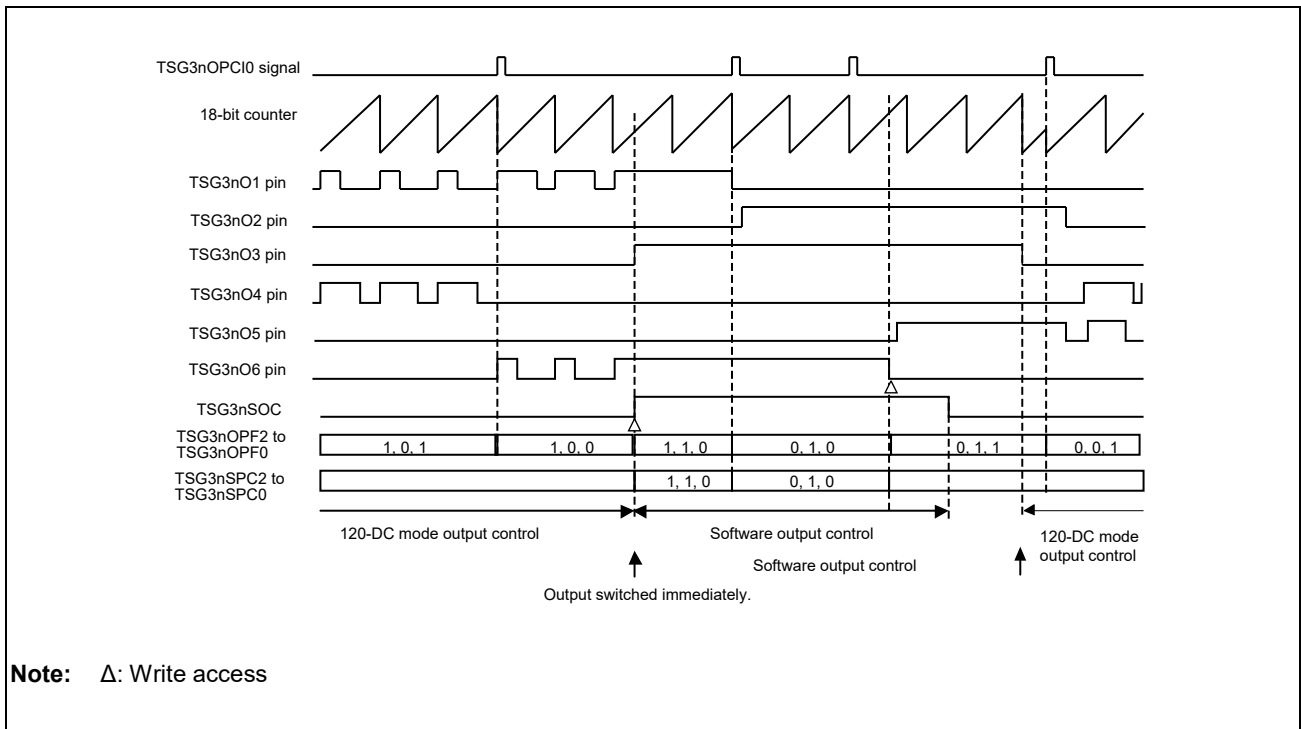 TSG3nOPCI0 signal
18-bit counter
TSG3nO1 pin
TSG3nO2 pin
TSG3nO3 pin
TSG3nO4 pin
TSG3nO5 pin
TSG3nO6 pin
TSG3nSOC
TSG3nOPF2 to
TSG3nOPF0
1, 0, 1
1, 0, 0
1, 1, 0
0, 1, 0
0, 1, 1
0, 0, 1
TSG3nSPC2 to
TSG3nSPC0
1, 1, 0
0, 1, 0
120-DC mode output control
Software output control
120-DC mode
output control
Software output control
Output switched immediately.
Note: Δ: Write access